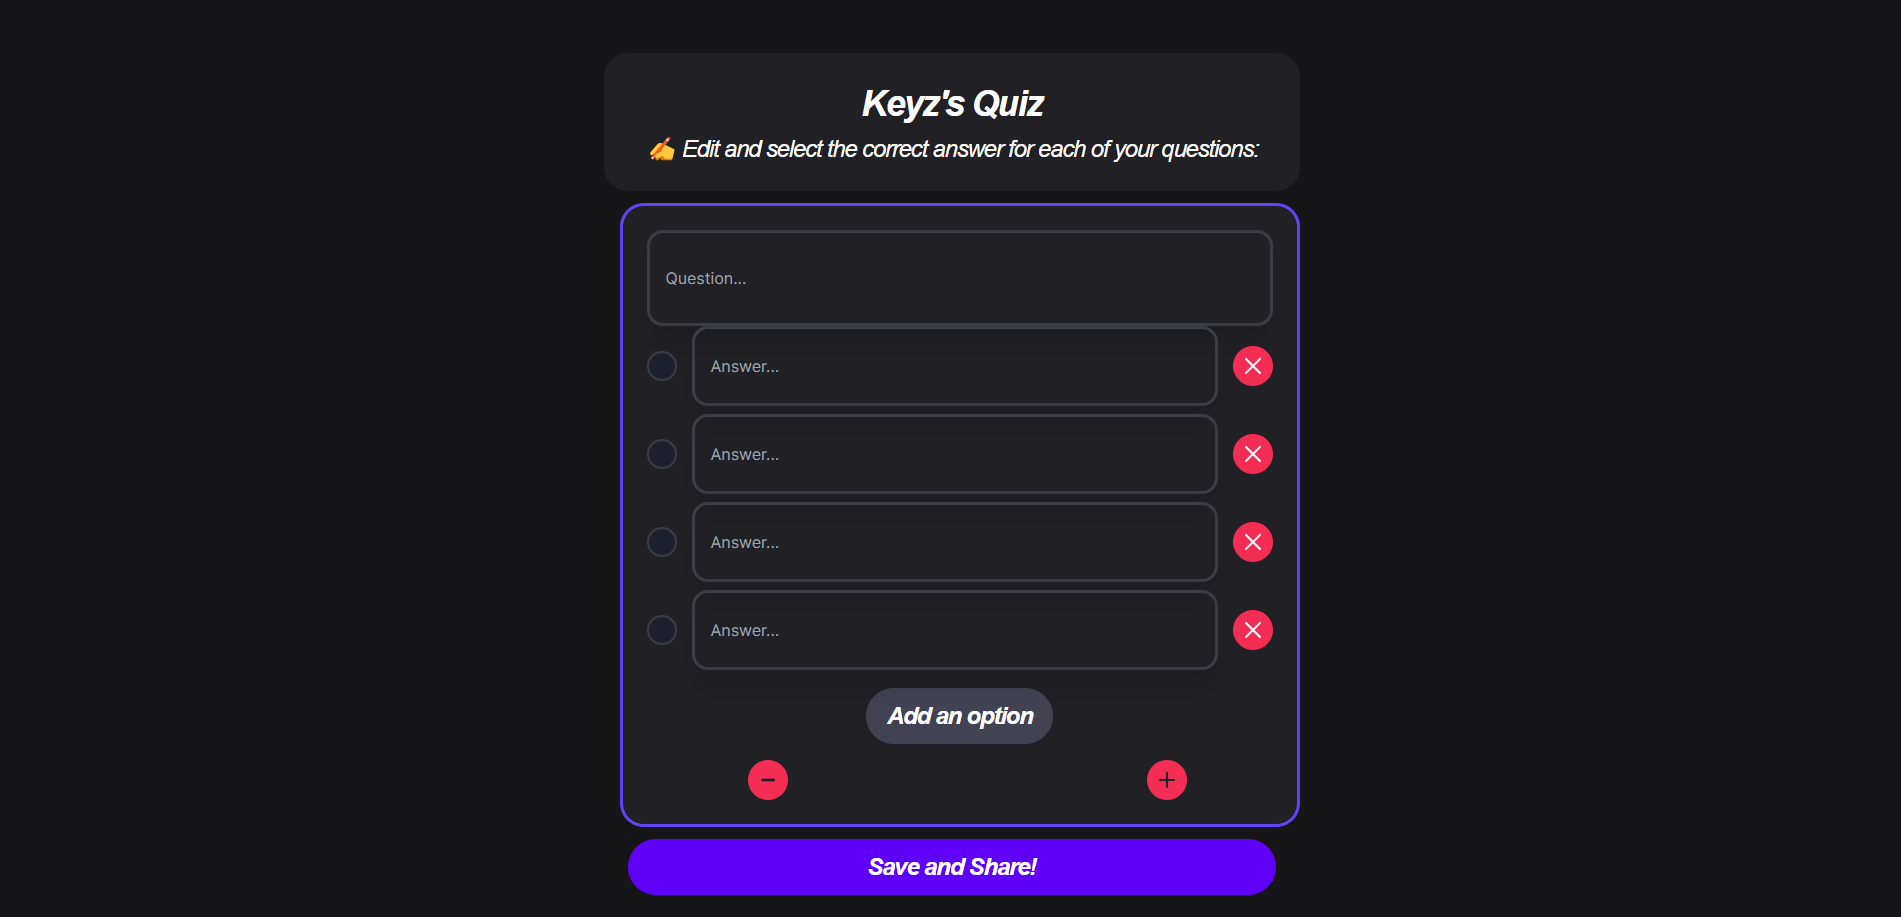 Keyz's Quiz
✍️ Edit and select the correct answer for each of your questions:
Question...
Answer...
Answer...
Answer...
Answer...
Add an option
Save and Share!